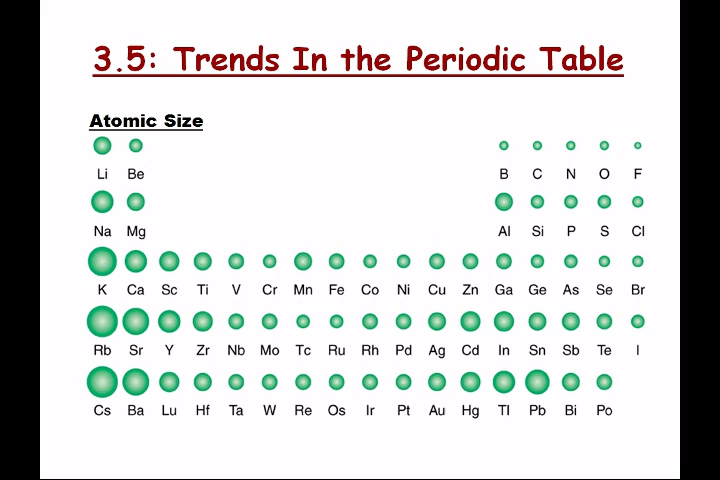 3.5: Trends In the Periodic Table
Atomic Size
Li Be B C N O F
Na Mg Al Si P S Cl
K Ca Sc Ti V Cr Mn Fe Co Ni Cu Zn Ga Ge As Se Br
Rb Sr Y Zr Nb Mo Tc Ru Rh Pd Ag Cd In Sn Sb Te I
Cs Ba Lu Hf Ta W Re Os Ir Pt Au Hg Tl Pb Bi Po